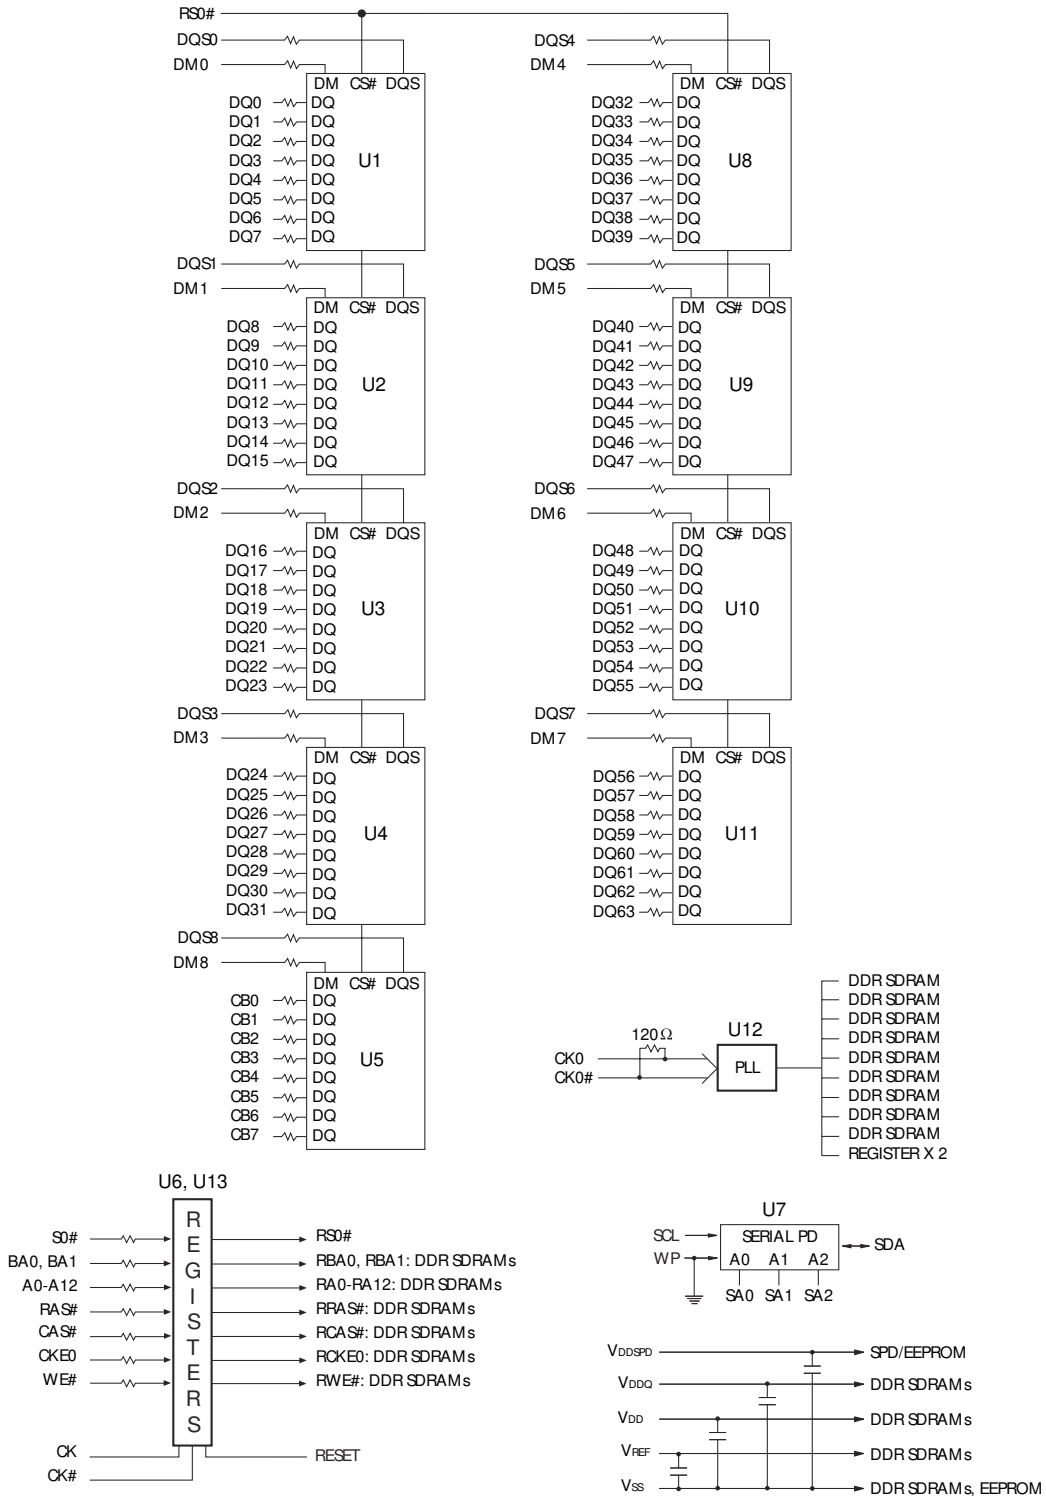 RS0#
DQS0
DM0
DM CS# DQS
DQ0 DQ
DQ1 DQ
DQ2 DQ
DQ3 DQ
DQ4 DQ
DQ5 DQ
DQ6 DQ
DQ7 DQ
U1
DQS4
DM4
DM CS# DQS
DQ32 DQ
DQ33 DQ
DQ34 DQ
DQ35 DQ
DQ36 DQ
DQ37 DQ
DQ38 DQ
DQ39 DQ
U8
DQS1
DM1
DM CS# DQS
DQ8 DQ
DQ9 DQ
DQ10 DQ
DQ11 DQ
DQ12 DQ
DQ13 DQ
DQ14 DQ
DQ15 DQ
U2
DQS5
DM5
DM CS# DQS
DQ40 DQ
DQ41 DQ
DQ42 DQ
DQ43 DQ
DQ44 DQ
DQ45 DQ
DQ46 DQ
DQ47 DQ
U9
DQS2
DM2
DM CS# DQS
DQ16 DQ
DQ17 DQ
DQ18 DQ
DQ19 DQ
DQ20 DQ
DQ21 DQ
DQ22 DQ
DQ23 DQ
U3
DQS6
DM6
DM CS# DQS
DQ48 DQ
DQ49 DQ
DQ50 DQ
DQ51 DQ
DQ52 DQ
DQ53 DQ
DQ54 DQ
DQ55 DQ
U10
DQS3
DM3
DM CS# DQS
DQ24 DQ
DQ25 DQ
DQ26 DQ
DQ27 DQ
DQ28 DQ
DQ29 DQ
DQ30 DQ
DQ31 DQ
U4
DQS7
DM7
DM CS# DQS
DQ56 DQ
DQ57 DQ
DQ58 DQ
DQ59 DQ
DQ60 DQ
DQ61 DQ
DQ62 DQ
DQ63 DQ
U11
DQS8
DM8
DM CS# DQS
CB0 DQ
CB1 DQ
CB2 DQ
CB3 DQ
CB4 DQ
CB5 DQ
CB6 DQ
CB7 DQ
U5
120Ω
U12
CK0
CK0#
PLL
DDR SDRAM
DDR SDRAM
DDR SDRAM
DDR SDRAM
DDR SDRAM
DDR SDRAM
DDR SDRAM
DDR SDRAM
DDR SDRAM
REGISTER X 2
U6, U13
REGISTERS
S0# RS0#
BA0, BA1 RBA0, RBA1: DDR SDRAMs
A0-A12 RA0-RA12: DDR SDRAMs
RAS# RRAS#: DDR SDRAMs
CAS# RCAS#: DDR SDRAMs
CKE0 RCKE0: DDR SDRAMs
WE# RWE#: DDR SDRAMs
CK RESET
CK#
U7
SCL SERIAL PD SDA
WP A0 A1 A2
SA0 SA1 SA2
VDDSPD SPD/EEPROM
VDDQ DDR SDRAMs
VDD DDR SDRAMs
VREF DDR SDRAMs
VSS DDR SDRAMs, EEPROM